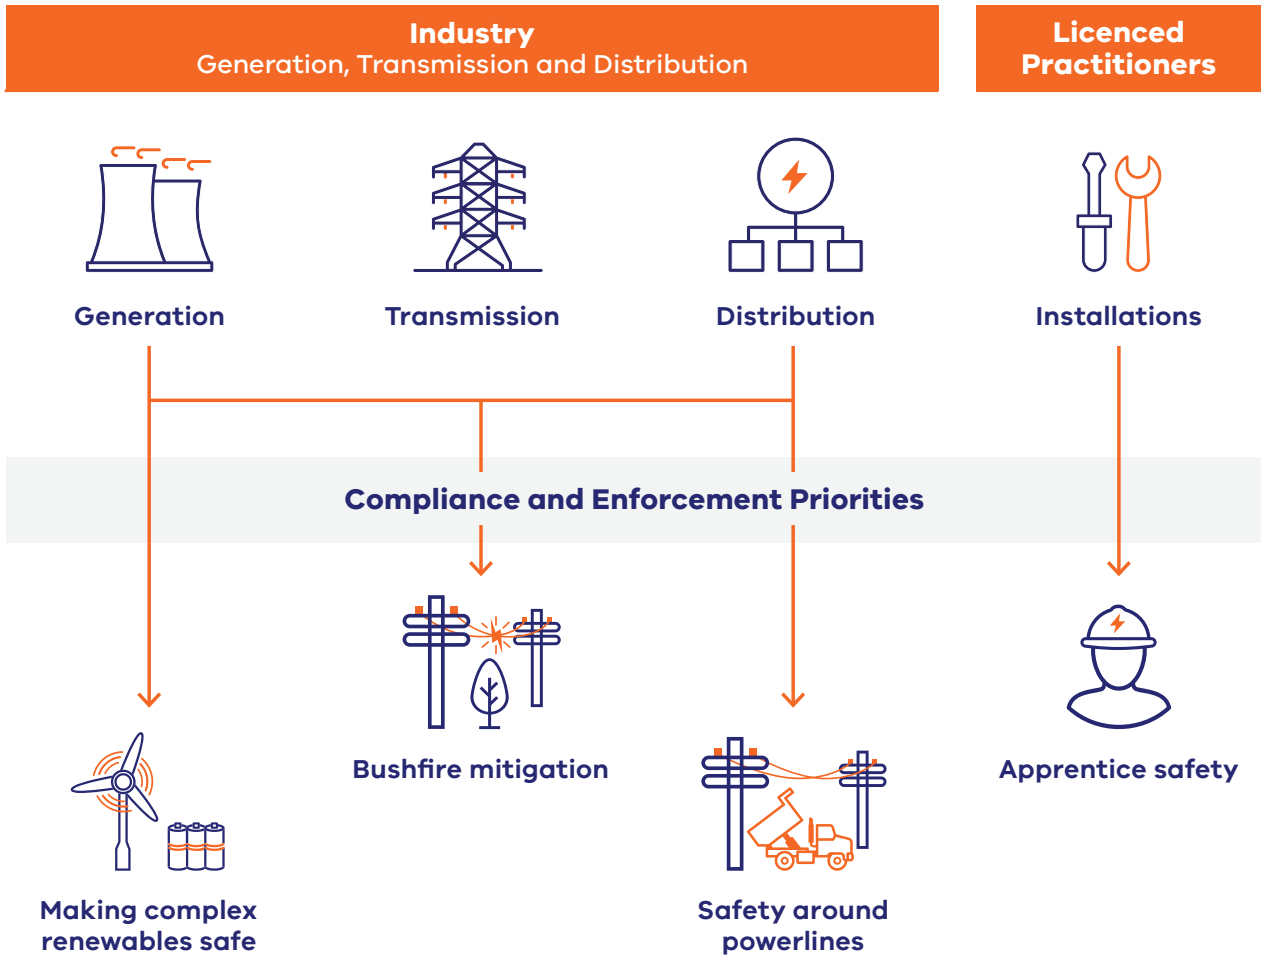 Industry
Generation, Transmission and Distribution
Licenced
Practitioners
Generation
Transmission
Distribution
Installations
Compliance and Enforcement Priorities
Bushfire mitigation
Apprentice safety
Making complex
renewables safe
Safety around
powerlines